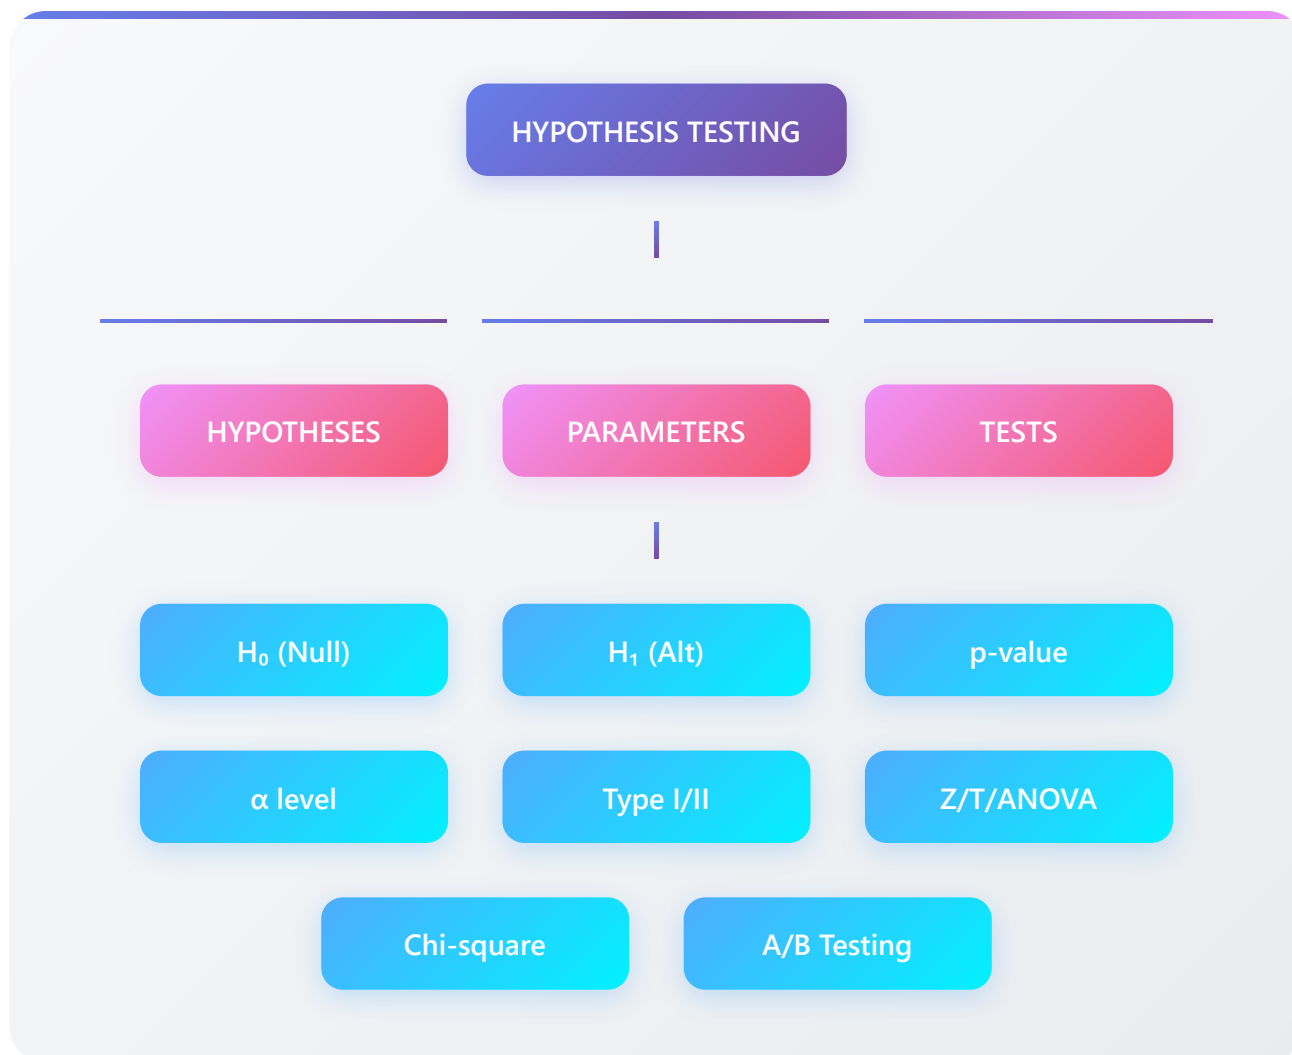 HYPOTHESIS TESTING
HYPOTHESES
PARAMETERS
TESTS
H₀ (Null)
H₁ (Alt)
p-value
α level
Type I/II
Z/T/ANOVA
Chi-square
A/B Testing